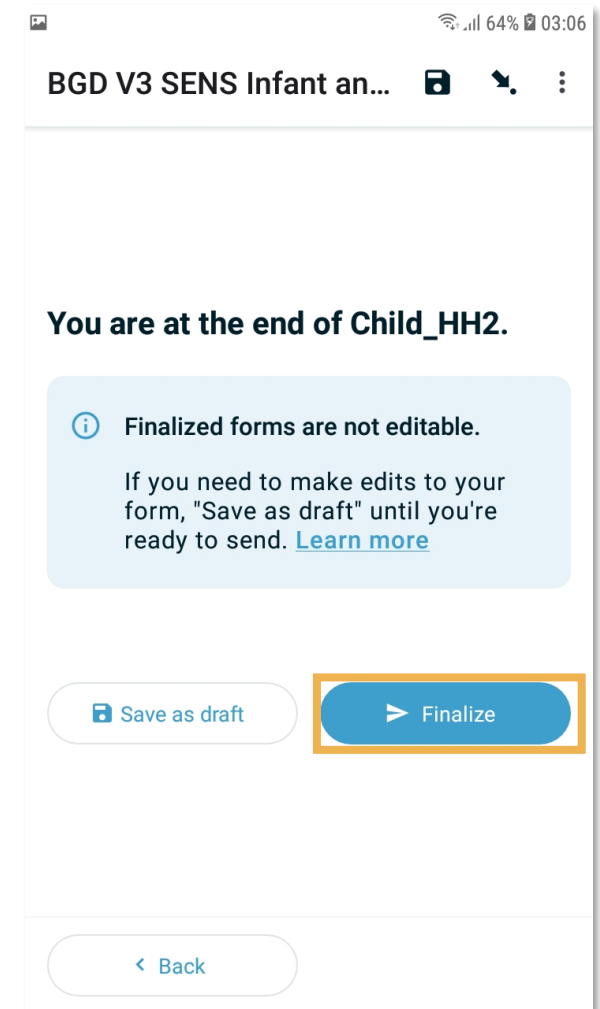 64% 03:06
BGD V3 SENS Infant an...
You are at the end of Child_HH2.
Finalized forms are not editable.
If you need to make edits to your
form, "Save as draft" until you're
ready to send. Learn more
Save as draft
Finalize
Back